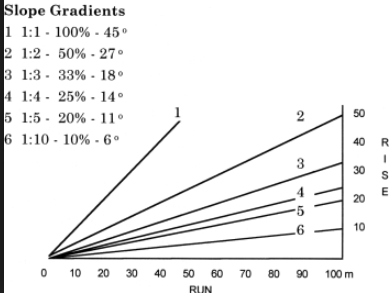 Slope Gradients
1 1:1 - 100% - 45°
2 1:2 - 50% - 27°
3 1:3 - 33% - 18°
4 1:4 - 25% - 14°
5 1:5 - 20% - 11°
6 1:10 - 10% - 6°
1
2
3
4
5
6
50
40
30
20
10
RISE
0 10 20 30 40 50 60 70 80 90 100 m
RUN